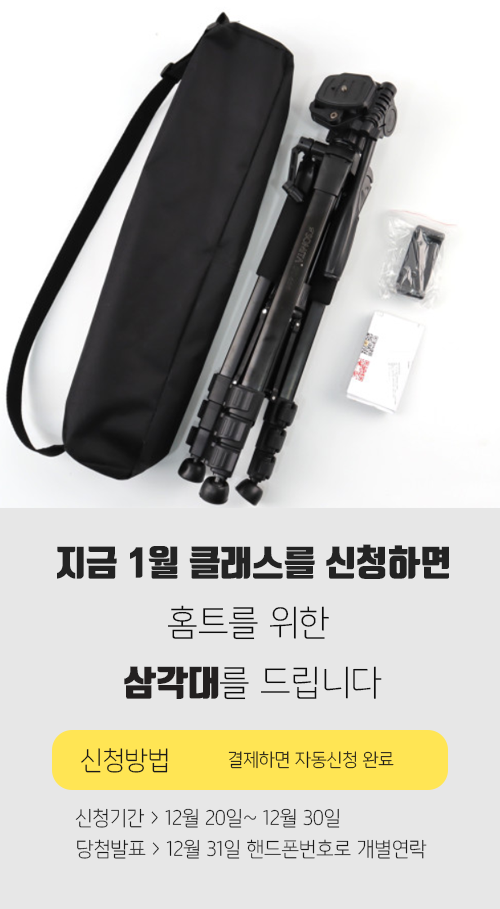 지금 1월 클래스를 신청하면
홈트를 위한
삼각대를 드립니다
신청방법 결제하면 자동신청 완료
신청기간 > 12월 20일~ 12월 30일
당첨발표 > 12월 31일 핸드폰번호로 개별연락